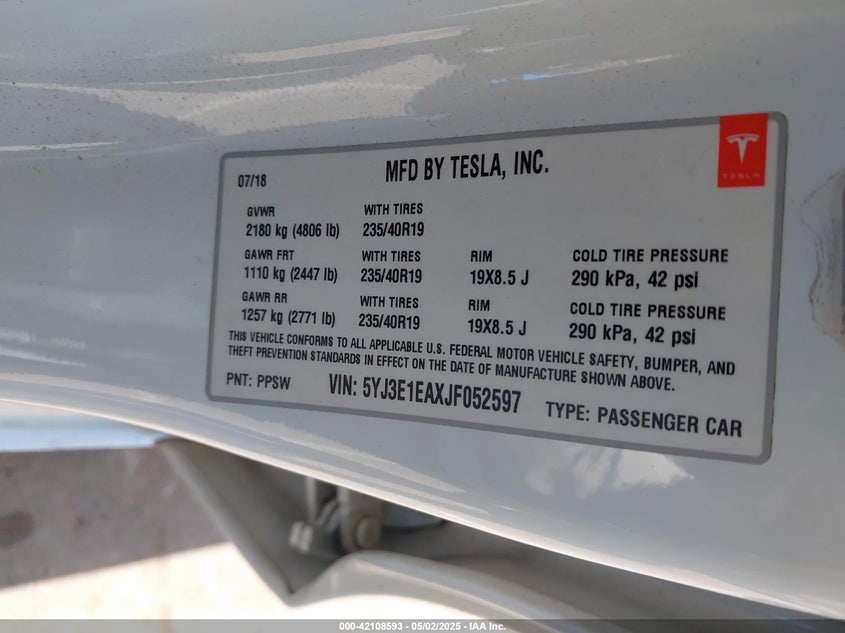 07/18
MFD BY TESLA, INC.
TESLA
GVWR
2180 kg (4806 lb)
WITH TIRES
235/40R19
GAWR FRT
1110 kg (2447 lb)
WITH TIRES
235/40R19
RIM
19X8.5 J
COLD TIRE PRESSURE
290 kPa, 42 psi
GAWR RR
1257 kg (2771 lb)
WITH TIRES
235/40R19
RIM
19X8.5 J
COLD TIRE PRESSURE
290 kPa, 42 psi
THIS VEHICLE CONFORMS TO ALL APPLICABLE U.S. FEDERAL MOTOR VEHICLE SAFETY, BUMPER, AND
THEFT PREVENTION STANDARDS IN EFFECT ON THE DATE OF MANUFACTURE SHOWN ABOVE.
PNT: PPSW
VIN: 5YJ3E1EAXJF052597
TYPE: PASSENGER CAR
000-42108593 - 05/02/2025 - IAA Inc.